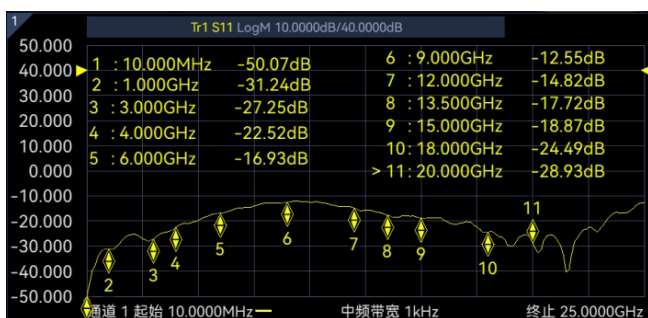 1
Tr1 S11 LogM 10.0000dB/40.0000dB
50.000
40.000
30.000
20.000
10.000
0.000
-10.000
-20.000
-30.000
-40.000
-50.000
1 : 10.000MHz -50.07dB
2 : 1.000GHz -31.24dB
3 : 3.000GHz -27.25dB
4 : 4.000GHz -22.52dB
5 : 6.000GHz -16.93dB
6 : 9.000GHz -12.55dB
7 : 12.000GHz -14.82dB
8 : 13.500GHz -17.72dB
9 : 15.000GHz -18.87dB
10: 18.000GHz -24.49dB
> 11: 20.000GHz -28.93dB
2
3
4
5
6
7
8
9
10
11
通道 1 起始 10.0000MHz 中频带宽 1kHz 终止 25.0000GHz